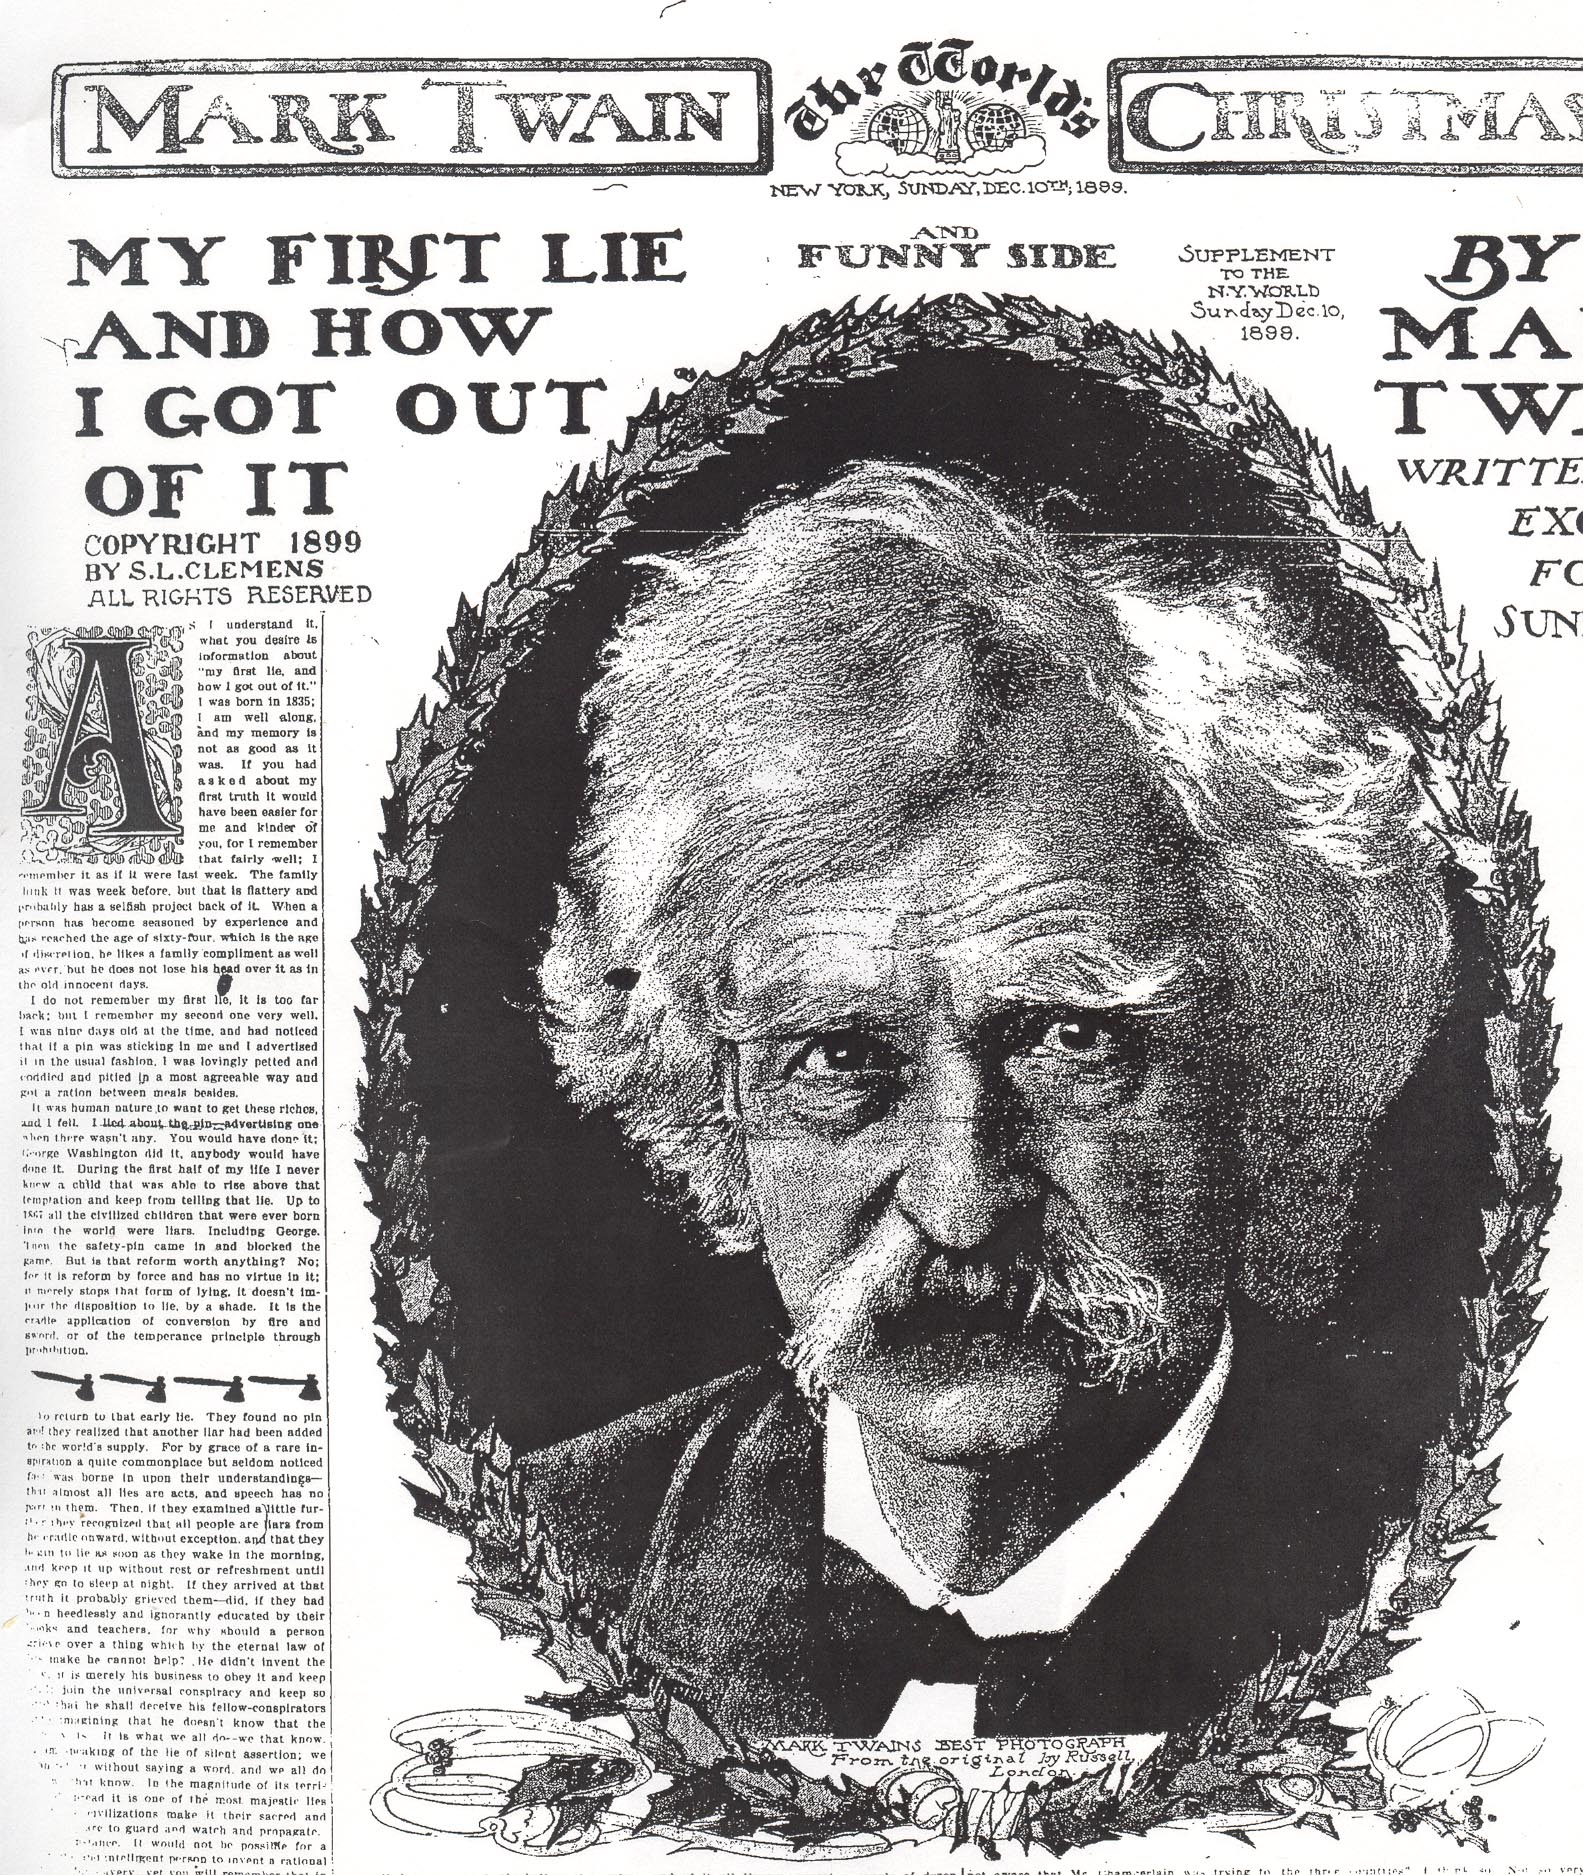 MARK TWAIN
The World's
CHRISTMAS
NEW YORK, SUNDAY, DEC. 10TH, 1899.
MY FIRST LIE
AND HOW
I GOT OUT
OF IT
COPYRIGHT 1899
BY S.L.CLEMENS
ALL RIGHTS RESERVED
AND
FUNNY SIDE
SUPPLEMENT
TO THE
N.Y. WORLD
Sunday Dec. 10,
1899.
BY
MA
TW
WRITTE
EXC
FO
SUN
AS I understand it,
what you desire is
information about
"my first lie, and
how I got out of it."
I was born in 1835;
I am well along,
and my memory is
not as good as it
was. If you had
asked about my
first truth it would
have been easier for
me and kinder of
you, for I remember
that fairly well; I
remember it as if it were last week. The family
think it was week before, but that is flattery and
probably has a selfish project back of it. When a
person has become seasoned by experience and
has reached the age of sixty-four, which is the age
of discretion, he likes a family compliment as well
as ever, but he does not lose his head over it as in
the old innocent days.
I do not remember my first lie, it is too far
back; but I remember my second one very well.
I was nine days old at the time, and had noticed
that if a pin was sticking in me and I advertised
it in the usual fashion, I was lovingly petted and
coddled and pitied in a most agreeable way and
got a ration between meals besides.
It was human nature to want to get these riches,
and I fell. I lied about the pin—advertising one
when there wasn't any. You would have done it;
George Washington did it, anybody would have
done it. During the first half of my life I never
knew a child that was able to rise above that
temptation and keep from telling that lie. Up to
1867 all the civilized children that were ever born
into the world were liars. Including George.
Then the safety-pin came in and blocked the
game. But is that reform worth anything? No;
for it is reform by force and has no virtue in it;
it merely stops that form of lying, it doesn't im-
pair the disposition to lie, by a shade. It is the
cradle application of conversion by fire and
sword, or of the temperance principle through
prohibition.
To return to that early lie. They found no pin
and they realized that another liar had been added
to the world's supply. For by grace of a rare in-
spiration a quite commonplace but seldom noticed
fact was borne in upon their understandings—
that almost all lies are acts, and speech has no
part in them. Then, if they examined a little fur-
ther they recognized that all people are liars from
the cradle onward, without exception, and that they
begin to lie as soon as they wake in the morning,
and keep it up without rest or refreshment until
they go to sleep at night. If they arrived at that
truth it probably grieved them—did, if they had
been heedlessly and ignorantly educated by their
books and teachers, for why should a person
grieve over a thing which by the eternal law of
make he cannot help? He didn't invent the
it is merely his business to obey it and keep
join the universal conspiracy and keep so
that he shall deceive his fellow-conspirators
imagining that he doesn't know that the
It is what we all do--we that know.
speaking of the lie of silent assertion; we
without saying a word, and we all do
that know. In the magnitude of its terri-
spread it is one of the most majestic lies
civilizations make it their sacred and
care to guard and watch and propagate.
It would not be possible for a
intelligent person to invent a rational
slavery, yet you will remember that in
MARK TWAINS BEST PHOTOGRAPH
From the original by Russell,
London.